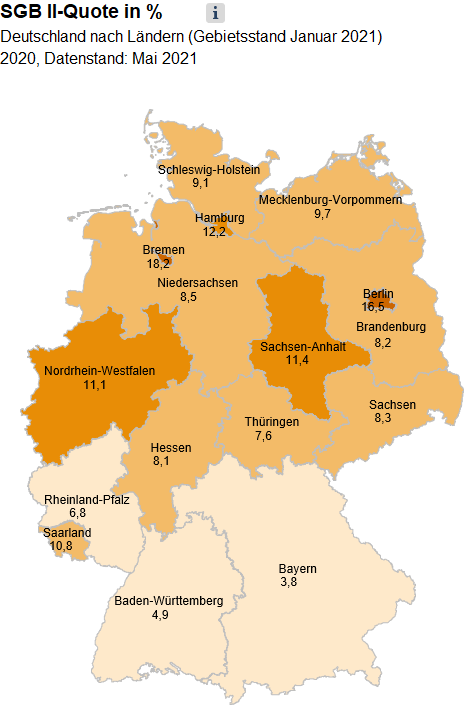 SGB II-Quote in %
i
Deutschland nach Ländern (Gebietsstand Januar 2021)
2020, Datenstand: Mai 2021
Schleswig-Holstein
9,1
Mecklenburg-Vorpommern
9,7
Hamburg
12,2
Bremen
18,2
Niedersachsen
8,5
Berlin
16,5
Brandenburg
8,2
Sachsen-Anhalt
11,4
Nordrhein-Westfalen
11,1
Sachsen
8,3
Thüringen
7,6
Hessen
8,1
Rheinland-Pfalz
6,8
Saarland
10,8
Bayern
3,8
Baden-Württemberg
4,9